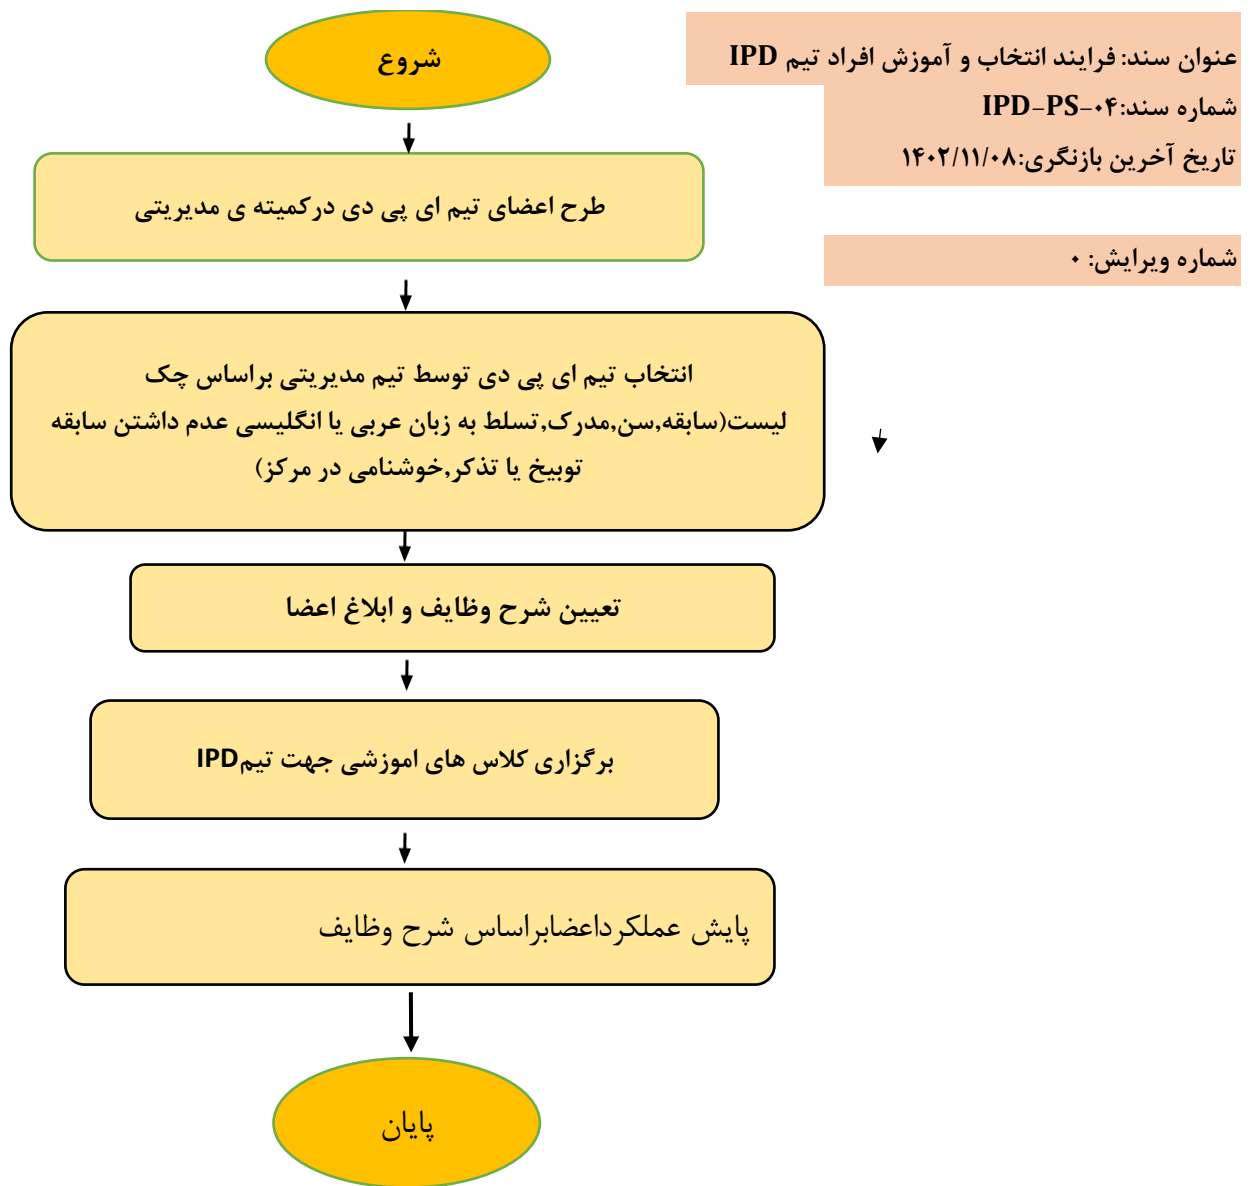 عنوان سند: فرایند انتخاب و آموزش افراد تیم IPD
شماره سند:IPD-PS-۰۴
تاریخ آخرین بازنگری:۱۴۰۲/۱۱/۰۸
شماره ویرایش: ۰
شروع
طرح اعضای تیم ای پی دی درکمیته ی مدیریتی
انتخاب تیم ای پی دی توسط تیم مدیریتی براساس چک
لیست(سابقه,سن,مدرک,تسلط به زبان عربی یا انگلیسی عدم داشتن سابقه
توبیخ یا تذکر,خوشنامی در مرکز)
تعیین شرح وظایف و ابلاغ اعضا
برگزاری کلاس های اموزشی جهت تیمIPD
پایش عملکرداعضابراساس شرح وظایف
پایان